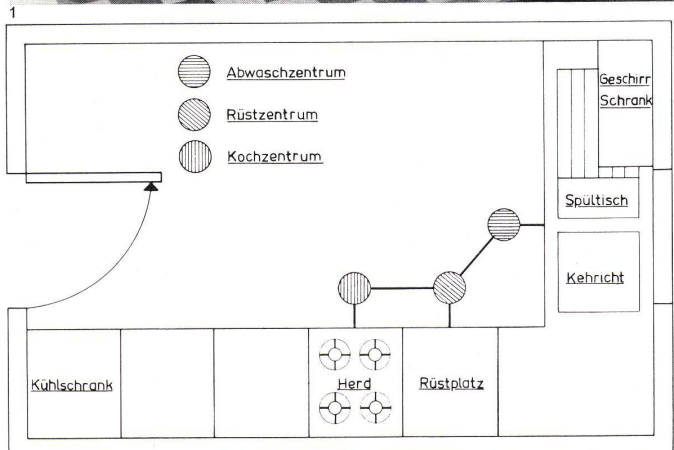 1
Abwaschzentrum
Rüstzentrum
Kochzentrum
Geschirr
Schrank
Spültisch
Kehricht
Kühlschrank
Herd
Rüstplatz